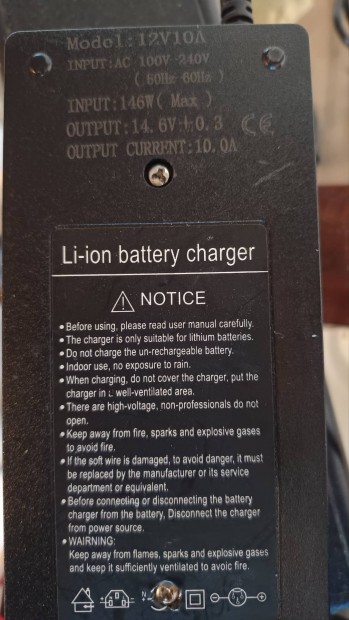 Model:12V10A
INPUT:AC 100V-240V
(50Hz-60Hz)
INPUT:146W(Max)
OUTPUT:14.6V±0.3 CE
OUTPUT CURRENT:10.0A
Li-ion battery charger
NOTICE
• Before using, please read user manual carefully.
• The charger is only suitable for lithium batteries.
• Do not charge the un-rechargeable battery.
• Indoor use, no exposure to rain.
• When charging, do not cover the charger, put the
charger in well-ventilated area.
• There are high-voltage, non-professionals do not
open.
• Keep away from fire, sparks and explosive gases
to avoid fire.
• If the soft wire is damaged, to avoid danger, it must
be replaced by the manufacturer or its service
department or equivalent.
• Before connecting or disconnecting the battery
charger from the battery, Disconnect the charger
from power source.
• WAIRNING:
Keep away from flames, sparks and explosive gases
and keep it sufficiently ventilated to avoid fire.